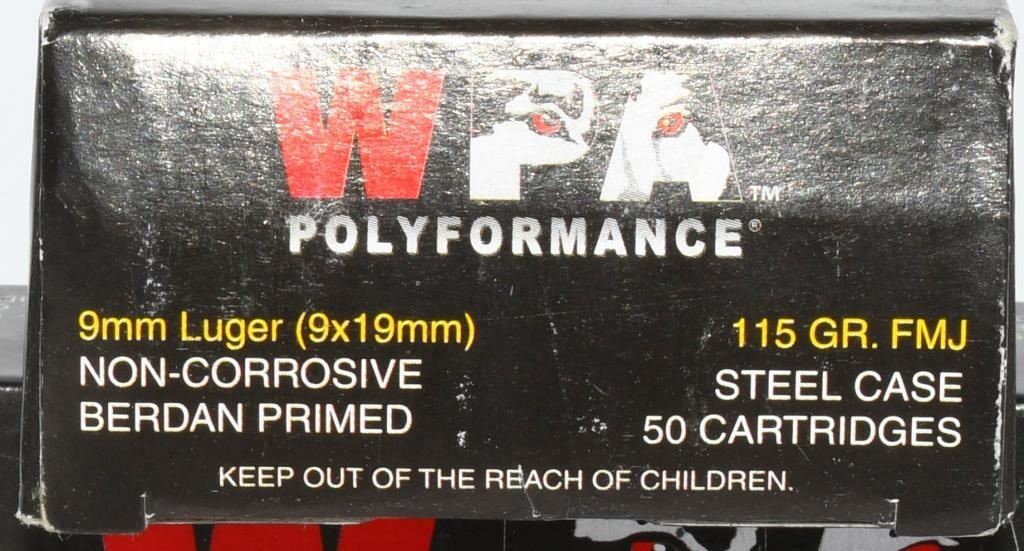 WPA™
POLYFORMANCE®
9mm Luger (9x19mm)
115 GR. FMJ
NON-CORROSIVE
STEEL CASE
BERDAN PRIMED
50 CARTRIDGES
KEEP OUT OF THE REACH OF CHILDREN.
W